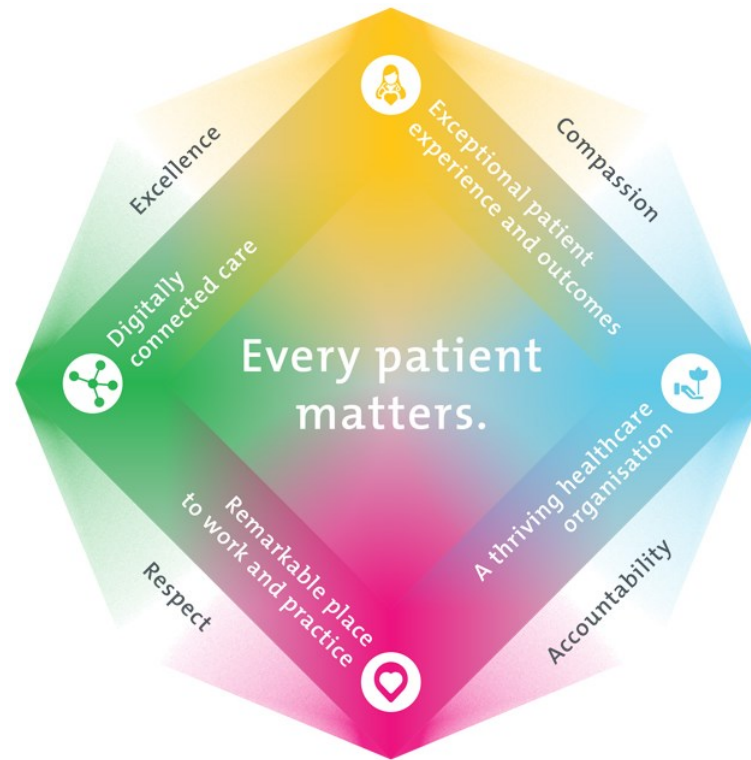 Excellence
Compassion
Exceptional patient
experience and outcomes
Digitally
connected care
Every patient
matters.
Remarkable place
to work and practice
A thriving healthcare
organisation
Respect
Accountability